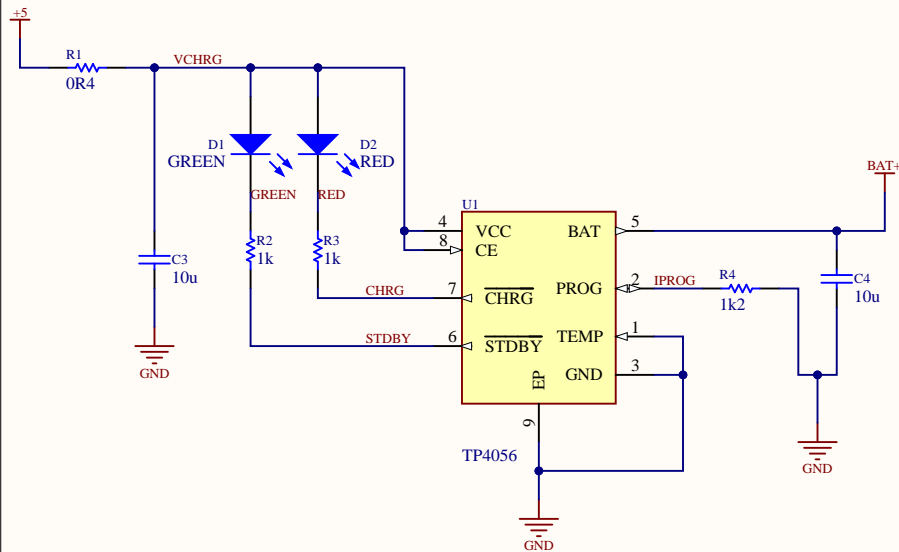 +5
R1
0R4
VCHRG
D1
GREEN
D2
RED
GREEN
RED
R2
1k
R3
1k
C3
10u
GND
CHRG
STDBY
U1
4
VCC
8
CE
7
CHRG
6
STDBY
BAT
5
PROG
2
TEMP
1
GND
3
EP
9
TP4056
GND
IPROG
R4
1k2
BAT+
C4
10u
GND